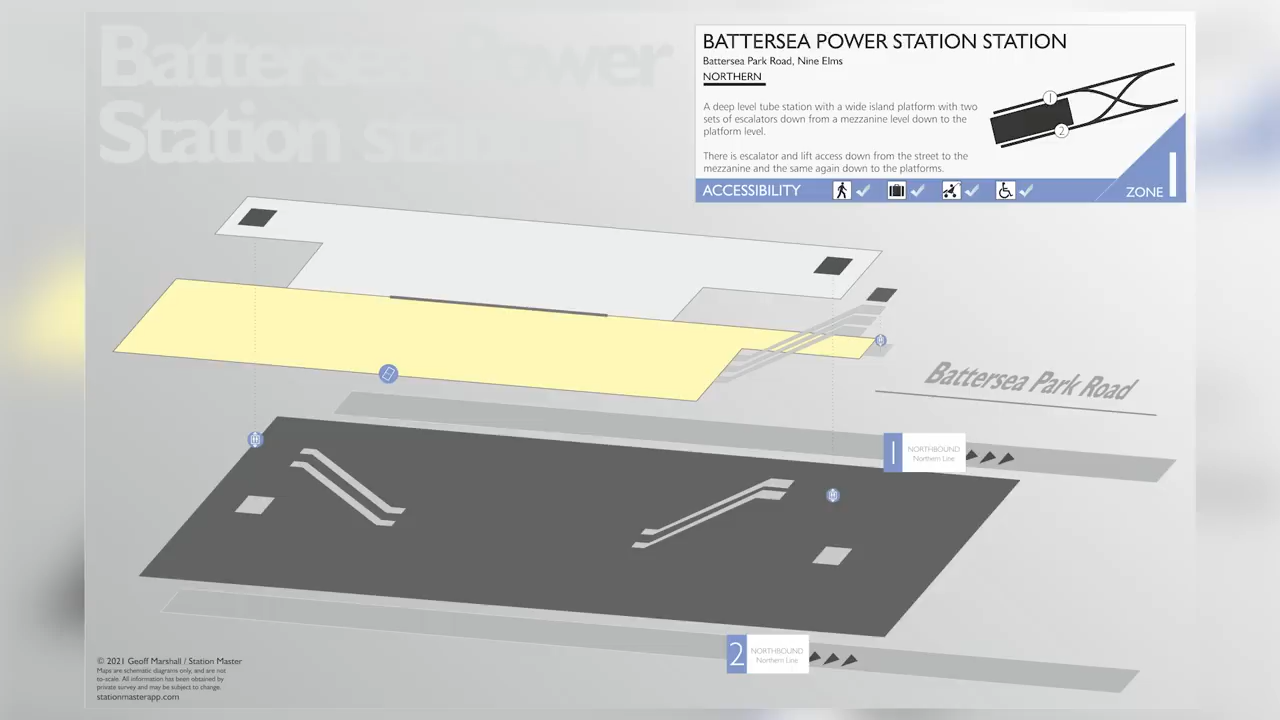 Battersea Power
Station station
BATTERSEA POWER STATION STATION
Battersea Park Road, Nine Elms
NORTHERN
A deep level tube station with a wide island platform with two
sets of escalators down from a mezzanine level down to the
platform level.
There is escalator and lift access down from the street to the
mezzanine and the same again down to the platforms.
1
2
ACCESSIBILITY
ZONE 1
Battersea Park Road
1 NORTHBOUND
Northern Line
2 NORTHBOUND
Northern Line
© 2021 Geoff Marshall / Station Master
Maps are schematic diagrams only, and are not
to-scale. All information has been obtained by
private survey and may be subject to change.
stationmasterapp.com